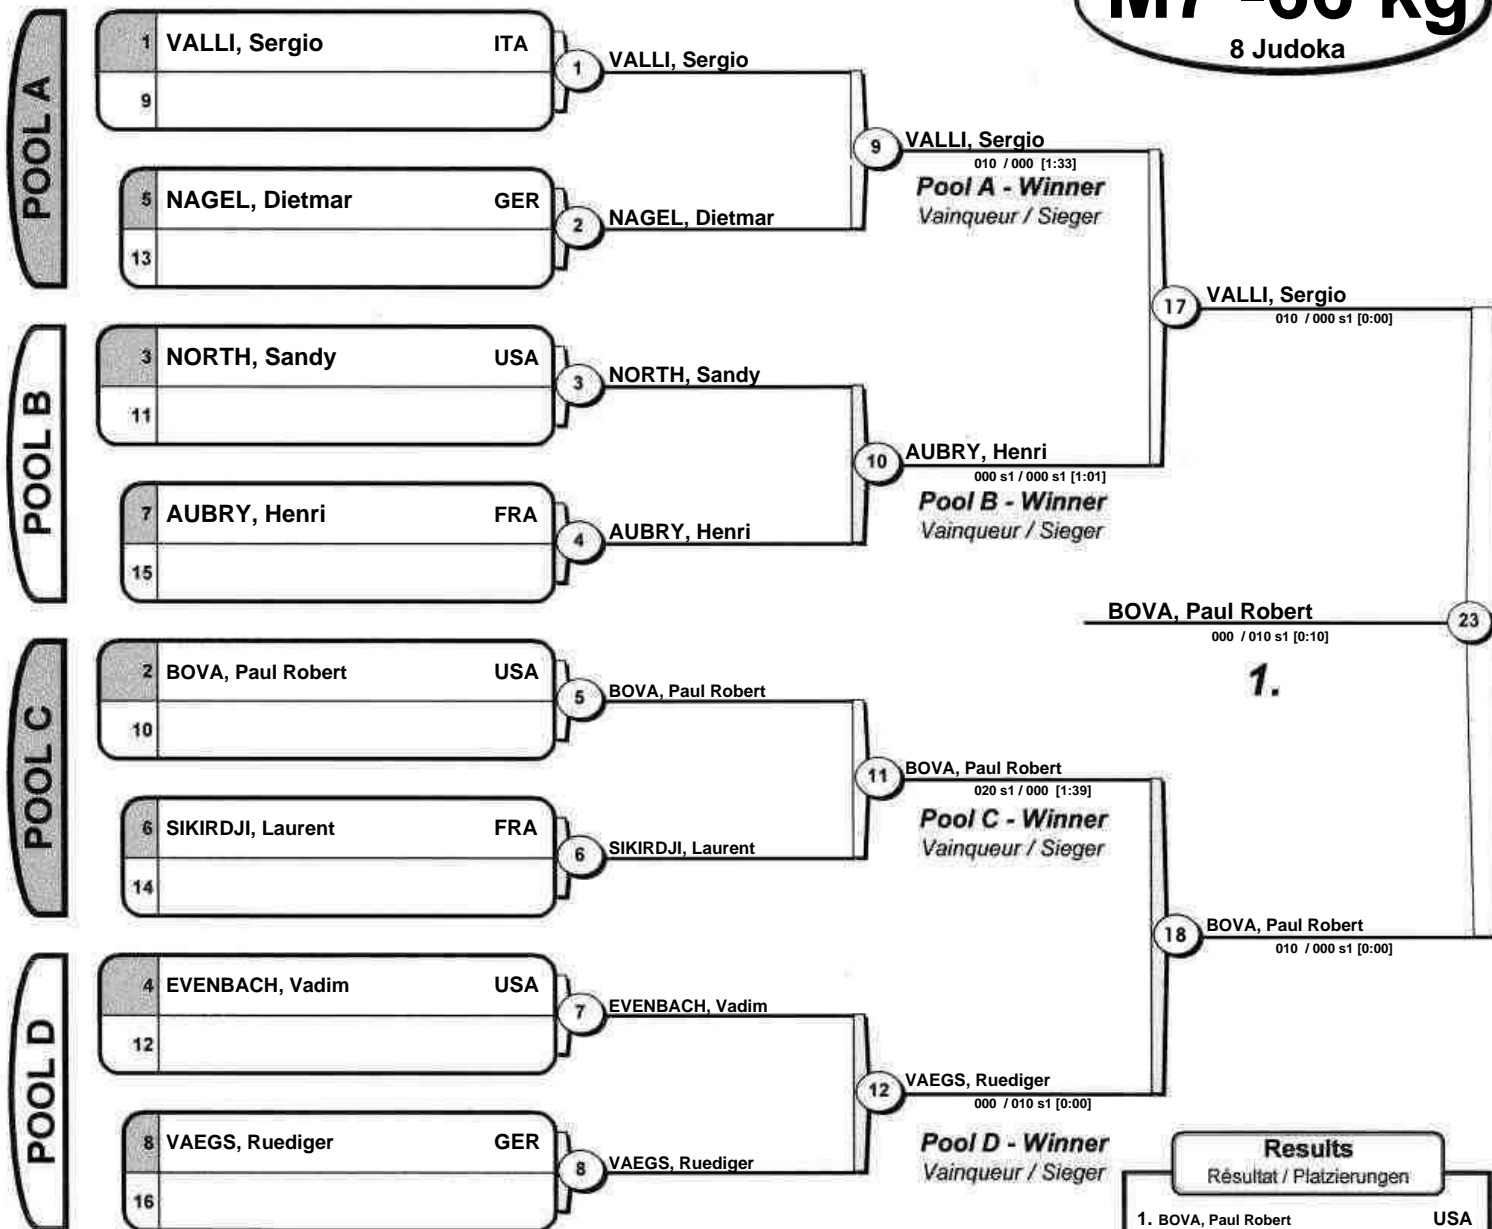 M7 -66 kg
8 Judoka
POOL A
1 VALLI, Sergio ITA
9
5 NAGEL, Dietmar GER
13
1 VALLI, Sergio
2 NAGEL, Dietmar
9 VALLI, Sergio
010 / 000 [1:33]
Pool A - Winner
Vainqueur / Sieger
POOL B
3 NORTH, Sandy USA
11
7 AUBRY, Henri FRA
15
3 NORTH, Sandy
4 AUBRY, Henri
10 AUBRY, Henri
000 s1 / 000 s1 [1:01]
Pool B - Winner
Vainqueur / Sieger
17 VALLI, Sergio
010 / 000 s1 [0:00]
BOVA, Paul Robert 23
000 / 010 s1 [0:10]
1.
POOL C
2 BOVA, Paul Robert USA
10
6 SIKIRDJI, Laurent FRA
14
5 BOVA, Paul Robert
6 SIKIRDJI, Laurent
11 BOVA, Paul Robert
020 s1 / 000 [1:39]
Pool C - Winner
Vainqueur / Sieger
18 BOVA, Paul Robert
010 / 000 s1 [0:00]
POOL D
4 EVENBACH, Vadim USA
12
8 VAEGS, Ruediger GER
16
7 EVENBACH, Vadim
8 VAEGS, Ruediger
12 VAEGS, Ruediger
000 / 010 s1 [0:00]
Pool D - Winner
Vainqueur / Sieger
Results
Résultat / Platzierungen
1. BOVA, Paul Robert USA